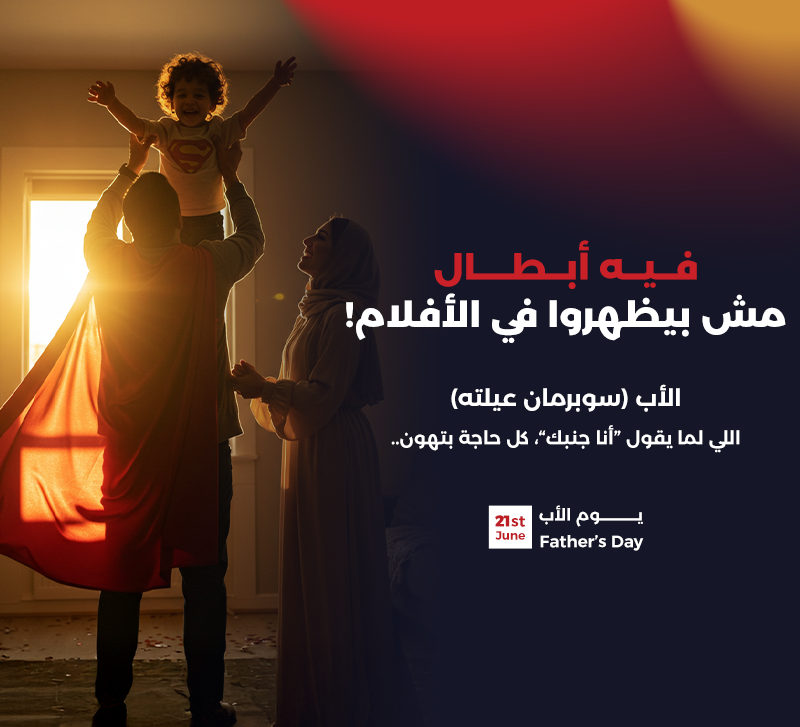 فيه أبطال
مش بيظهروا في الأفلام!
الأب (سوبرمان عيلته)
اللي لما يقول ”أنا جنبك“، كل حاجة بتهون..
يوم الأب
21st
June
Father's Day
S